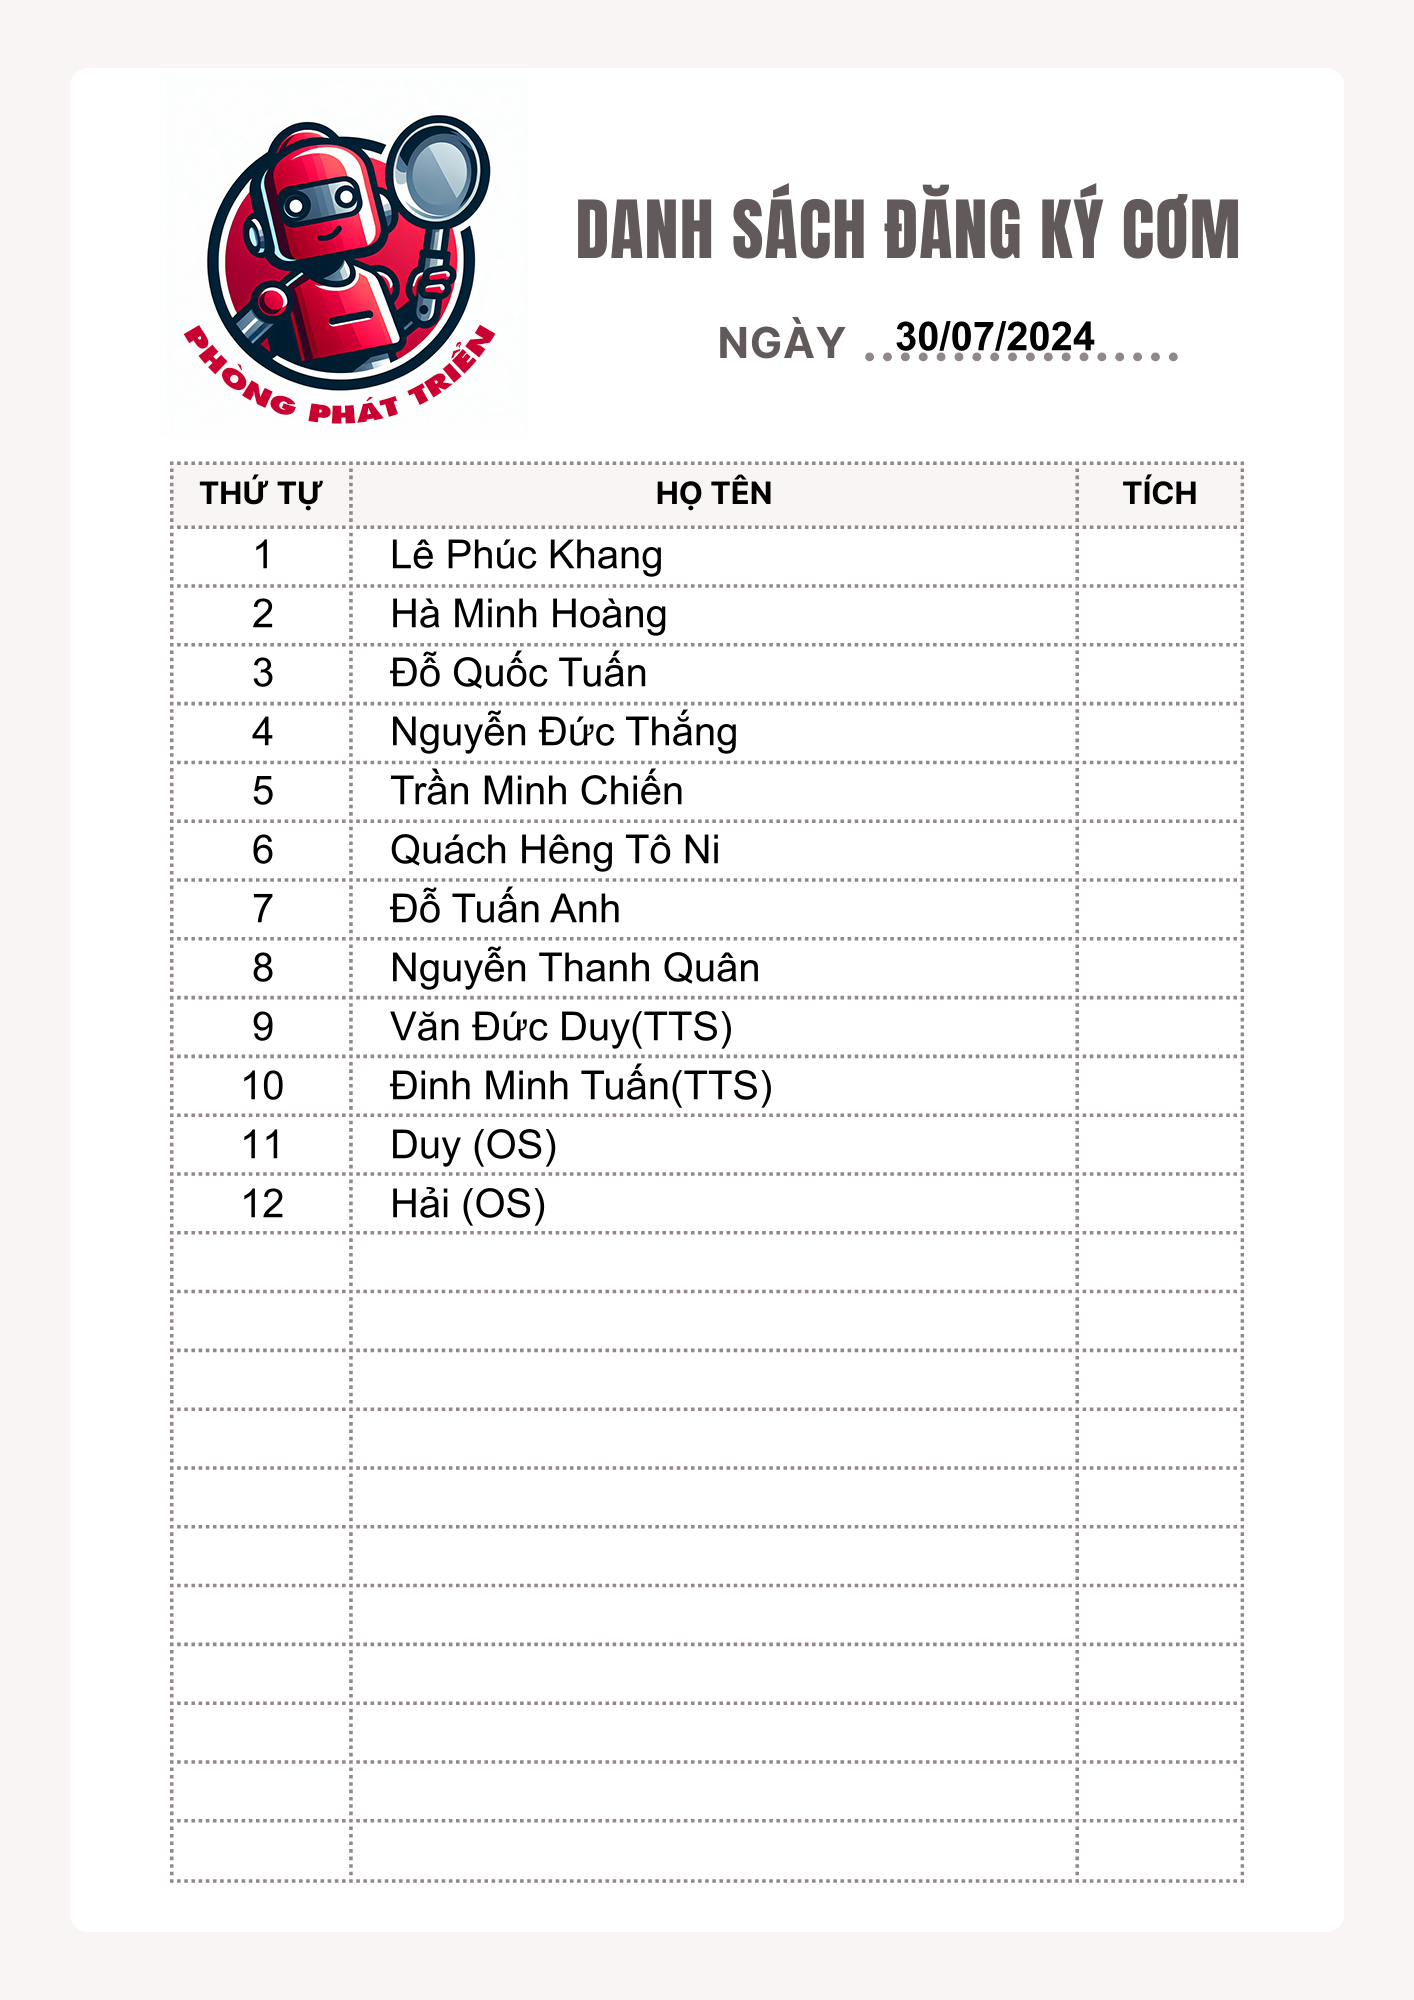 PHÒNG PHÁT TRIỂN
DANH SÁCH ĐĂNG KÝ CƠM
NGÀY 30/07/2024
THỨ TỰ HỌ TÊN TÍCH
1 Lê Phúc Khang
2 Hà Minh Hoàng
3 Đỗ Quốc Tuấn
4 Nguyễn Đức Thắng
5 Trần Minh Chiến
6 Quách Hêng Tô Ni
7 Đỗ Tuấn Anh
8 Nguyễn Thanh Quân
9 Văn Đức Duy(TTS)
10 Đinh Minh Tuấn(TTS)
11 Duy (OS)
12 Hải (OS)